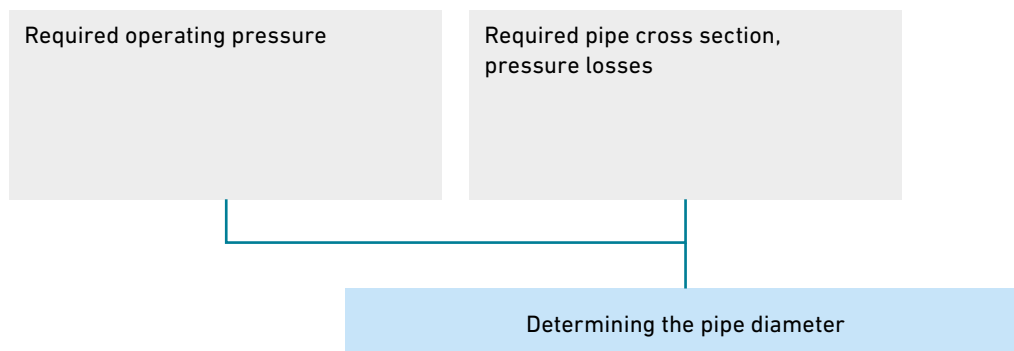 Required operating pressure
Required pipe cross section,
pressure losses
Determining the pipe diameter